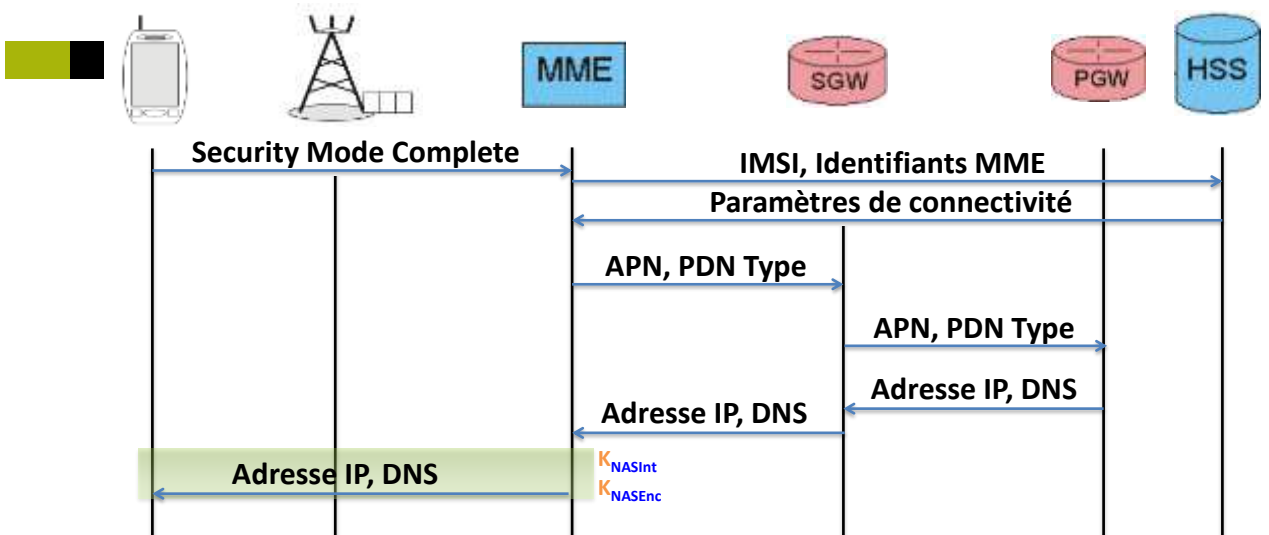 MME
SGW
PGW
HSS
Security Mode Complete
IMSI, Identifiants MME
Paramètres de connectivité
APN, PDN Type
APN, PDN Type
Adresse IP, DNS
Adresse IP, DNS
Adresse IP, DNS
KNASInt
KNASEnc